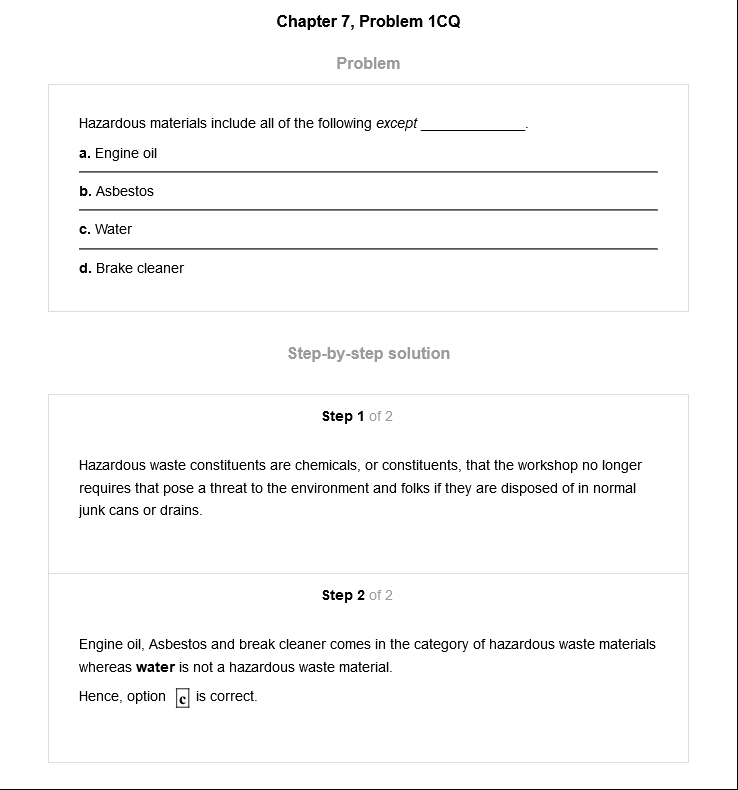 Chapter 7, Problem 1CQ
Problem
Hazardous materials include all of the following except _____________.
a. Engine oil
b. Asbestos
c. Water
d. Brake cleaner
Step-by-step solution
Step 1 of 2
Hazardous waste constituents are chemicals, or constituents, that the workshop no longer
requires that pose a threat to the environment and folks if they are disposed of in normal
junk cans or drains.
Step 2 of 2
Engine oil, Asbestos and break cleaner comes in the category of hazardous waste materials
whereas water is not a hazardous waste material.
Hence, option c is correct.